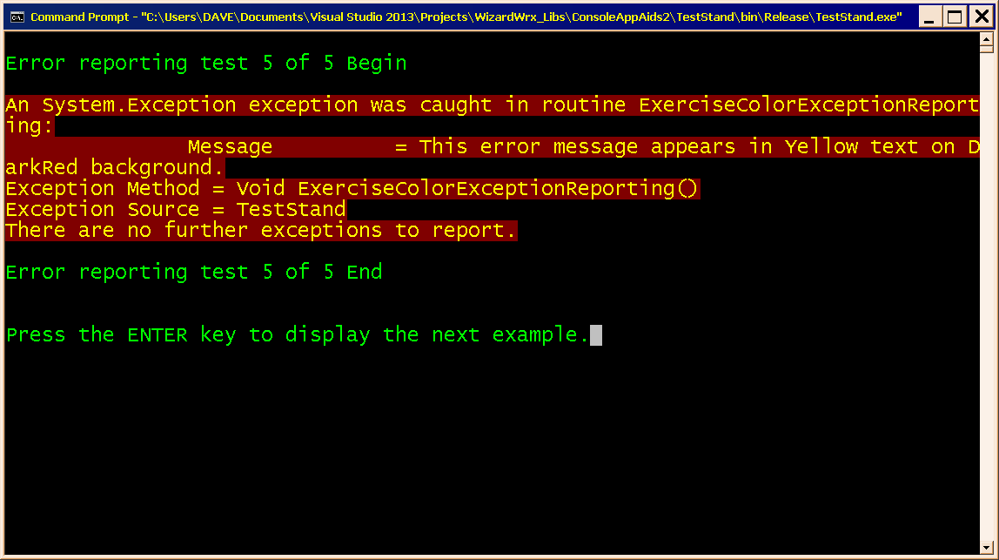 Command Prompt - "C:\Users\DAVE\Documents\Visual Studio 2013\Projects\WizardWrx_Libs\ConsoleAppAids2\TestStand\bin\Release\TestStand.exe"
Error reporting test 5 of 5 Begin
An System.Exception exception was caught in routine ExerciseColorExceptionReport
ing:
Message = This error message appears in Yellow text on D
arkRed background.
Exception Method = Void ExerciseColorExceptionReporting()
Exception Source = TestStand
There are no further exceptions to report.
Error reporting test 5 of 5 End
Press the ENTER key to display the next example.